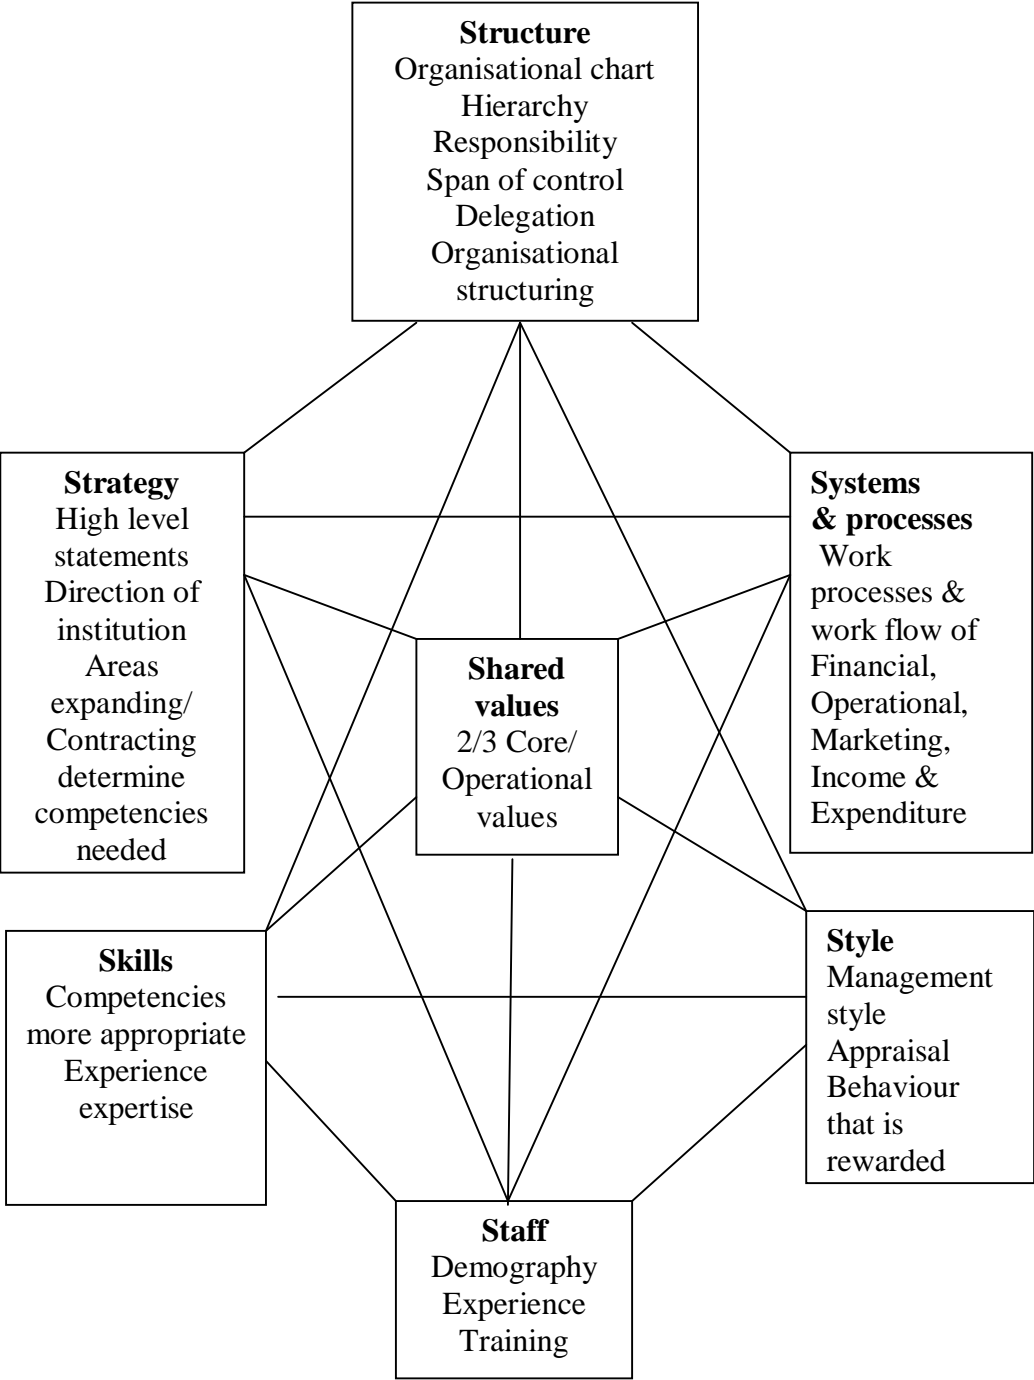 Structure
Organisational chart
Hierarchy
Responsibility
Span of control
Delegation
Organisational
structuring
Strategy
High level
statements
Direction of
institution
Areas
expanding/
Contracting
determine
competencies
needed
Systems
& processes
Work
processes &
work flow of
Financial,
Operational,
Marketing,
Income &
Expenditure
Shared
values
2/3 Core/
Operational
values
Skills
Competencies
more appropriate
Experience
expertise
Style
Management
style
Appraisal
Behaviour
that is
rewarded
Staff
Demography
Experience
Training